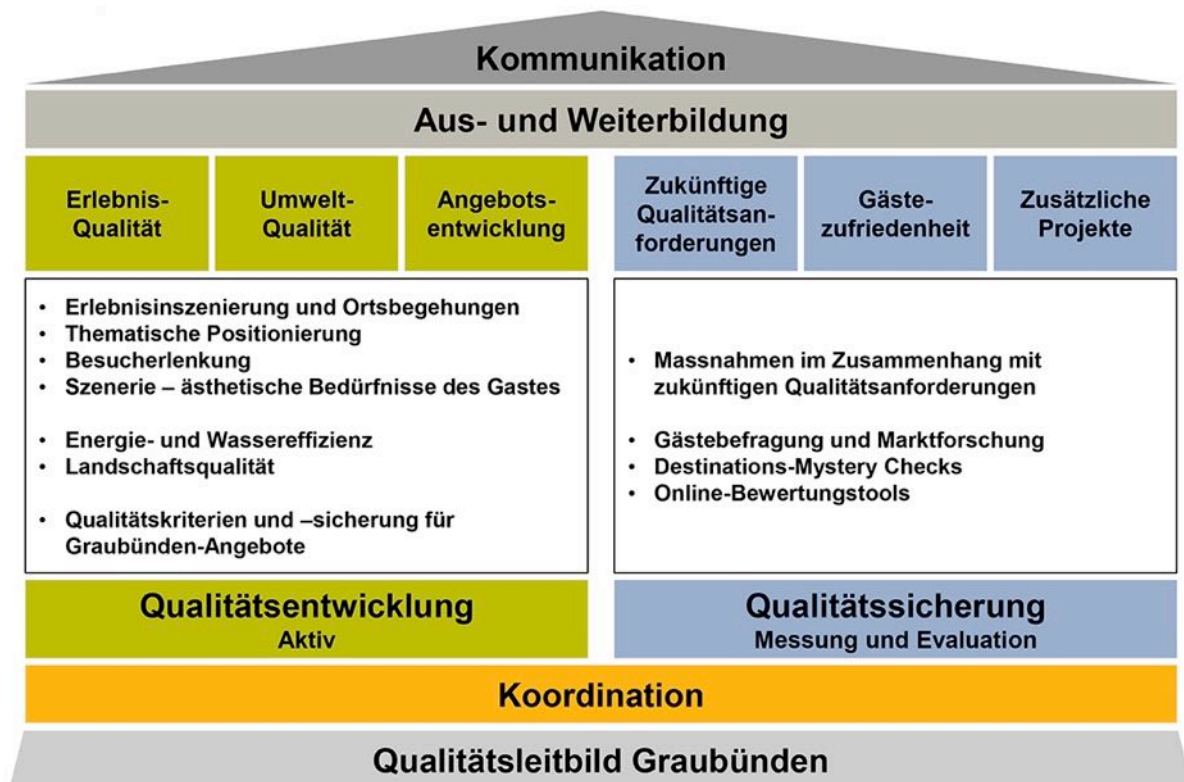 Kommunikation
Aus- und Weiterbildung
Erlebnis-
Qualität
Umwelt-
Qualität
Angebots-
entwicklung
Zukünftige
Qualitätsan-
forderungen
Gäste-
zufriedenheit
Zusätzliche
Projekte
• Erlebnisinszenierung und Ortsbegehungen
• Thematische Positionierung
• Besucherlenkung
• Szenerie – ästhetische Bedürfnisse des Gastes
• Energie- und Wassereffizienz
• Landschaftsqualität
• Qualitätskriterien und –sicherung für
Graubünden-Angebote
• Massnahmen im Zusammenhang mit
zukünftigen Qualitätsanforderungen
• Gästebefragung und Marktforschung
• Destinations-Mystery Checks
• Online-Bewertungstools
Qualitätsentwicklung
Aktiv
Qualitätssicherung
Messung und Evaluation
Koordination
Qualitätsleitbild Graubünden